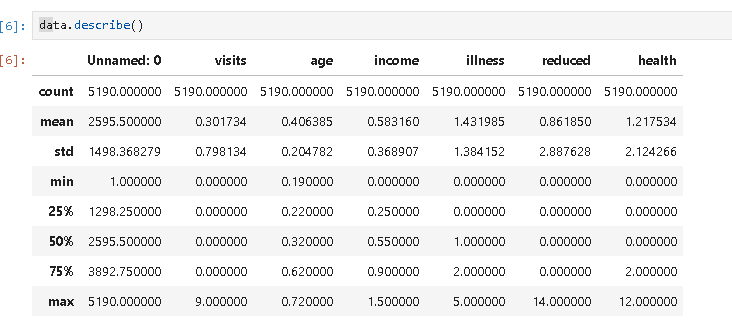 [6]: data.describe()
[6]: Unnamed: 0 visits age income illness reduced health
count 5190.000000 5190.000000 5190.000000 5190.000000 5190.000000 5190.000000 5190.000000
mean 2595.500000 0.301734 0.406385 0.583160 1.431985 0.861850 1.217534
std 1498.368279 0.798134 0.204782 0.368907 1.384152 2.887628 2.124266
min 1.000000 0.000000 0.190000 0.000000 0.000000 0.000000 0.000000
25% 1298.250000 0.000000 0.220000 0.250000 0.000000 0.000000 0.000000
50% 2595.500000 0.000000 0.320000 0.550000 1.000000 0.000000 0.000000
75% 3892.750000 0.000000 0.620000 0.900000 2.000000 0.000000 2.000000
max 5190.000000 9.000000 0.720000 1.500000 5.000000 14.000000 12.000000